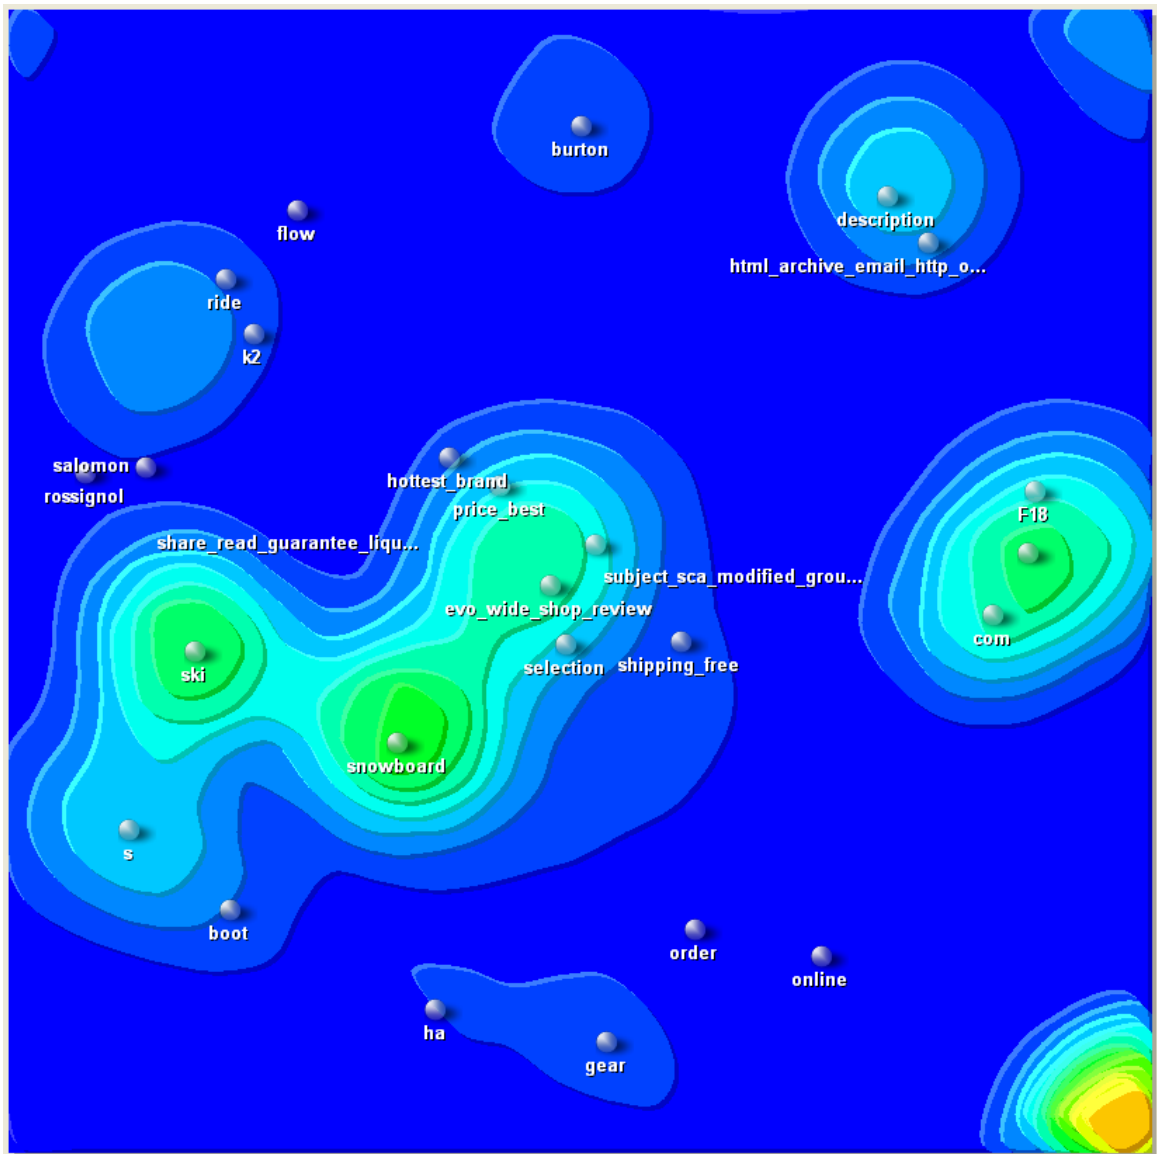 burton
description
flow
html_archive_email_http_o...
ride
k2
salomon
hottest_brand
rossignol
price_best
F18
share_read_guarantee_liqu...
subject_sca_modified_grou...
evo_wide_shop_review
com
selection
shipping_free
ski
snowboard
s
boot
order
online
ha
gear